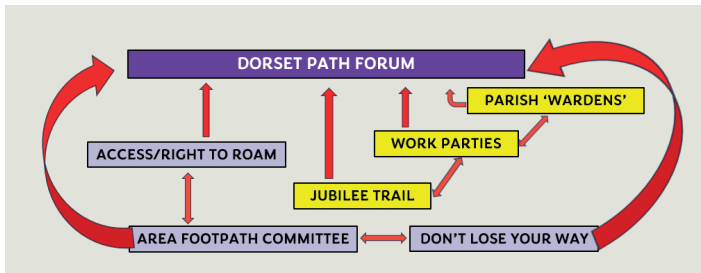 DORSET PATH FORUM
PARISH ‘WARDENS’
WORK PARTIES
ACCESS/RIGHT TO ROAM
JUBILEE TRAIL
AREA FOOTPATH COMMITTEE
DON’T LOSE YOUR WAY